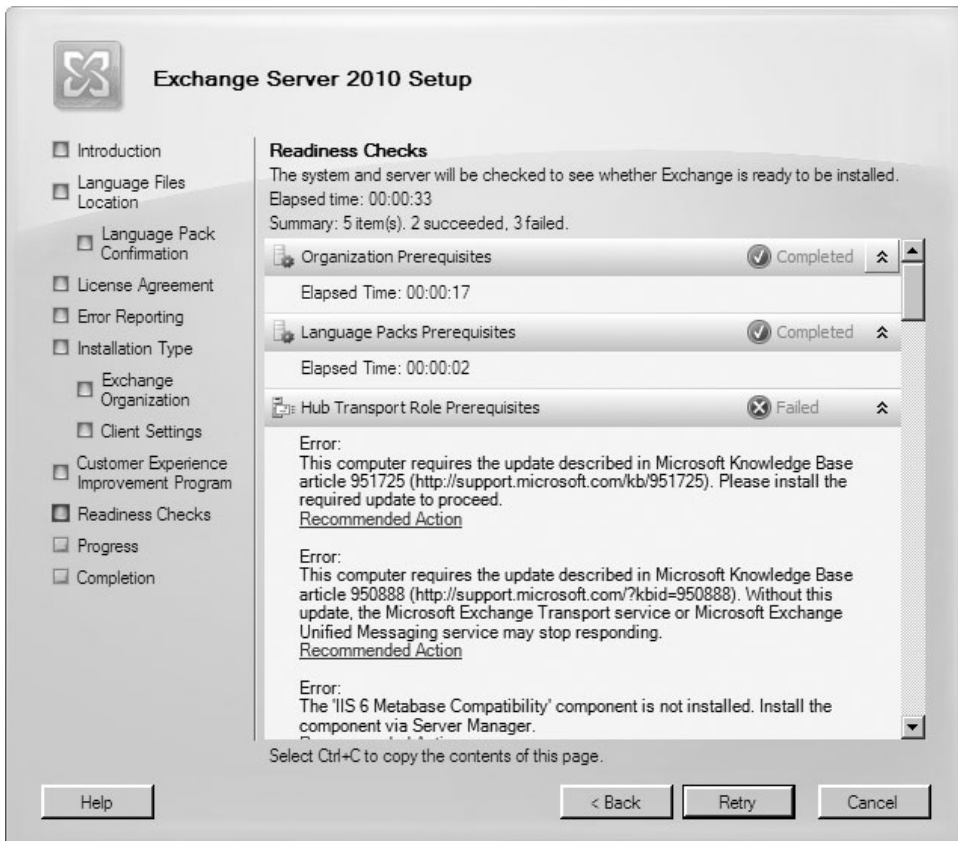 Exchange Server 2010 Setup
Introduction
Language Files
Location
Language Pack
Confirmation
License Agreement
Error Reporting
Installation Type
Exchange
Organization
Client Settings
Customer Experience
Improvement Program
Readiness Checks
Progress
Completion
Readiness Checks
The system and server will be checked to see whether Exchange is ready to be installed.
Elapsed time: 00:00:33
Summary: 5 item(s). 2 succeeded, 3 failed.
Organization Prerequisites
Completed
Elapsed Time: 00:00:17
Language Packs Prerequisites
Completed
Elapsed Time: 00:00:02
Hub Transport Role Prerequisites
Failed
Error:
This computer requires the update described in Microsoft Knowledge Base
article 951725 (http://support.microsoft.com/kb/951725). Please install the
required update to proceed.
Recommended Action
Error:
This computer requires the update described in Microsoft Knowledge Base
article 950888 (http://support.microsoft.com/?kbid=950888). Without this
update, the Microsoft Exchange Transport service or Microsoft Exchange
Unified Messaging service may stop responding.
Recommended Action
Error:
The 'IIS 6 Metabase Compatibility' component is not installed. Install the
component via Server Manager.
Select Ctrl+C to copy the contents of this page.
Help
< Back
Retry
Cancel